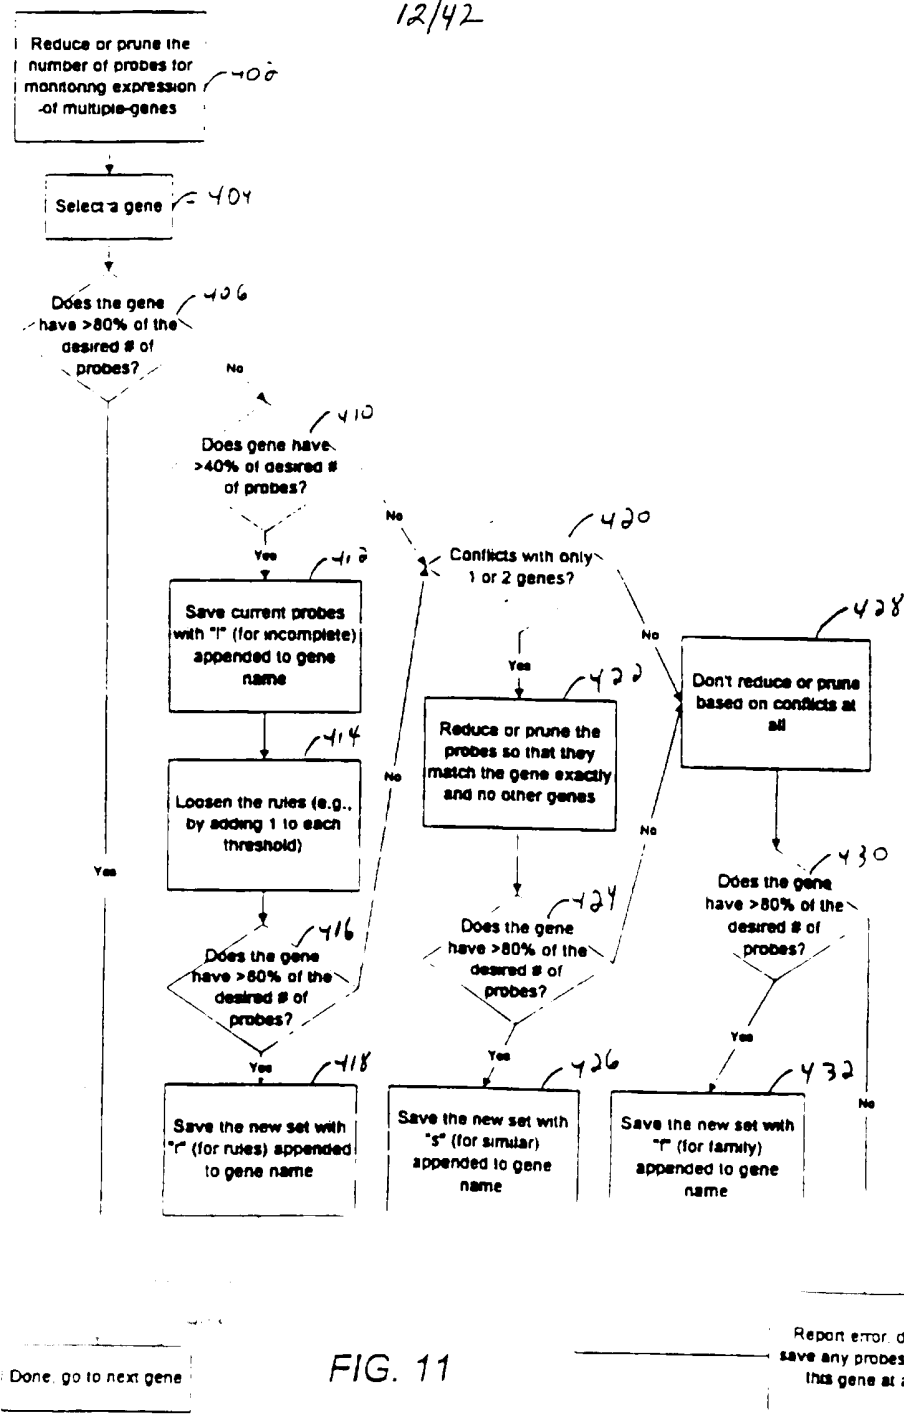 12/42
Reduce or prune the
number of probes for
monitoring expression
of multiple-genes
Select a gene
404
Does the gene
have >80% of the
desired # of
probes?
406
No
410
Does gene have
>40% of desired #
of probes?
No
420
Yes
412
Conflicts with only
1 or 2 genes?
428
Save current probes
with "I" (for incomplete)
appended to gene
name
No
Yes
422
Don't reduce or prune
based on conflicts at
all
414
Reduce or prune the
probes so that they
match the gene exactly
and no other genes
Loosen the rules (e.g.,
by adding 1 to each
threshold)
No
No
Yes
430
Does the gene
have >80% of the
desired # of
probes?
416
424
Does the gene
have >80% of the
desired # of
probes?
Does the gene
have >80% of the
desired # of
probes?
Yes
Yes
Yes
418
426
432
No
Save the new set with
"r" (for rules) appended
to gene name
Save the new set with
"s" (for similar)
appended to gene
name
Save the new set with
"f" (for family)
appended to gene
name
Done, go to next gene
FIG. 11
Report error, d
save any probes
this gene at a